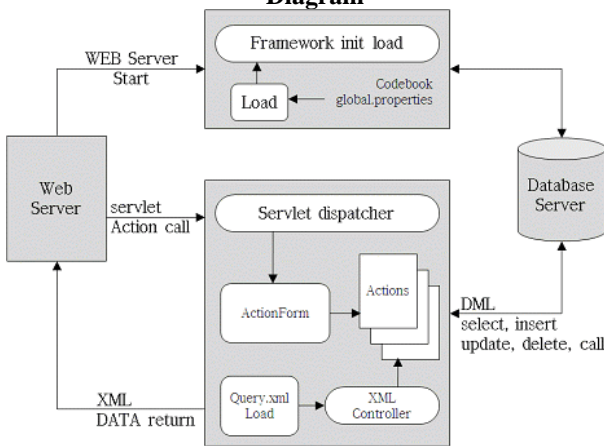 Diagram
Framework init load
WEB Server
Start
Load
Codebook
global.properties
Web
Server
servlet
Action call
Servlet dispatcher
Database
Server
ActionForm
Actions
DML
select, insert
update, delete, call
Query.xml
Load
XML
Controller
XML
DATA return